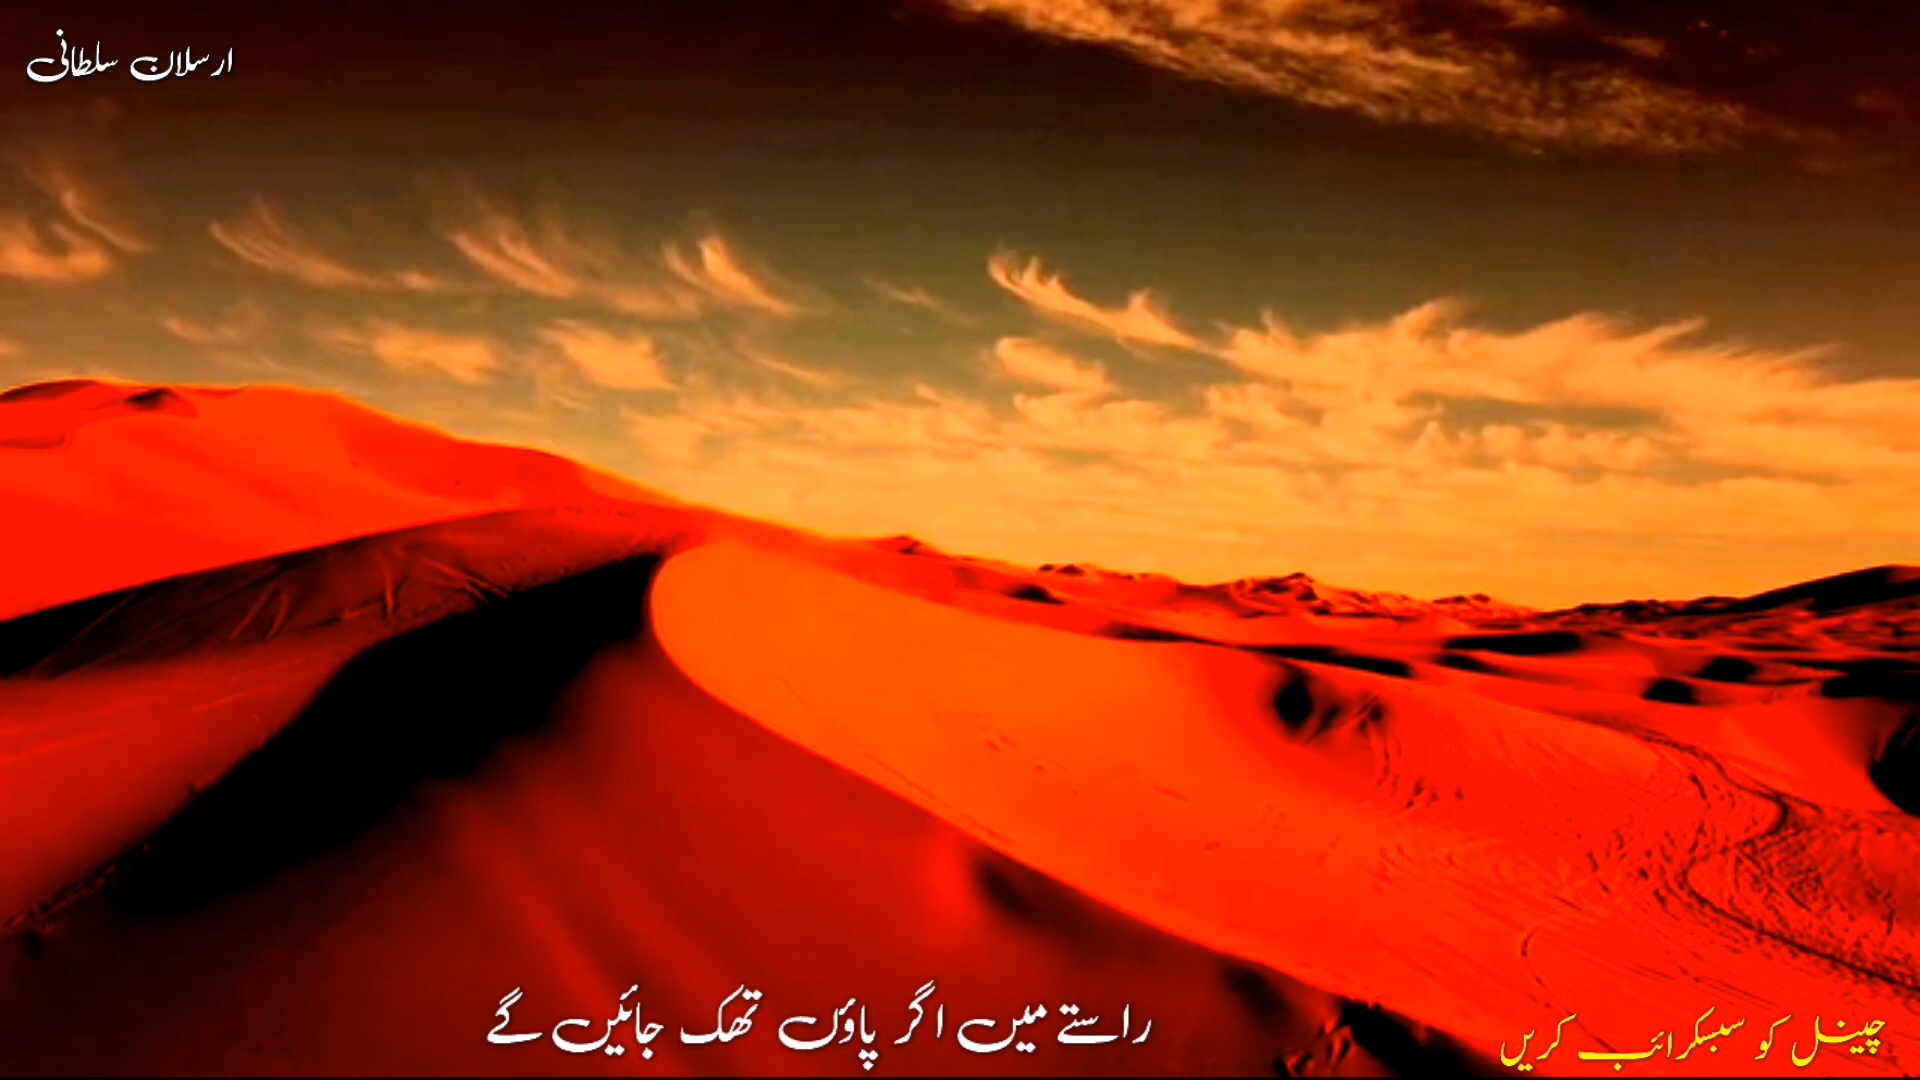 ارسلان سلطانی
راستے میں اگر پاؤں تھک جائیں گے
چینل کو سبسکرائب کریں